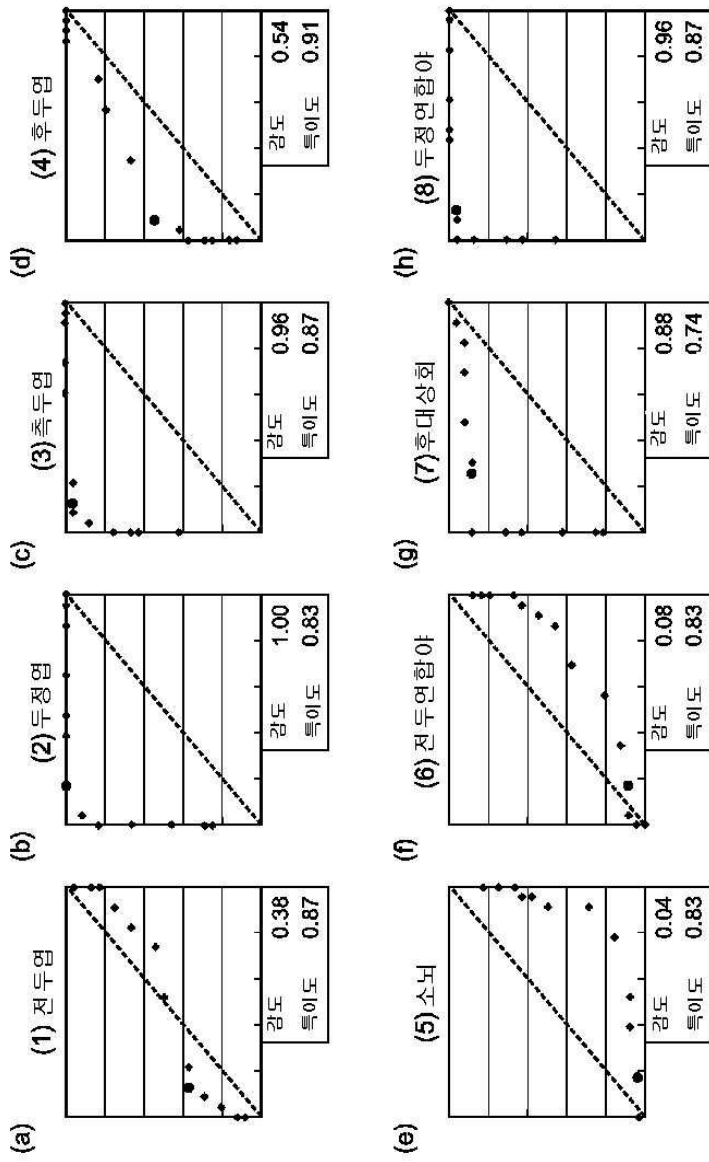 (a)
(1) 전두엽
감도 0.38
특이도 0.87
(b)
(2) 두정엽
감도 1.00
특이도 0.83
(c)
(3)측두엽
감도 0.96
특이도 0.87
(d)
(4) 후두엽
감도 0.54
특이도 0.91
(e)
(5) 소뇌
감도 0.04
특이도 0.83
(f)
(6) 전두연합야
감도 0.08
특이도 0.83
(g)
(7)후대상회
감도 0.88
특이도 0.74
(h)
(8) 두정연합야
감도 0.96
특이도 0.87